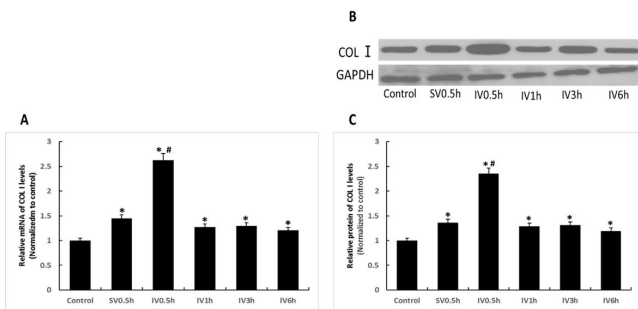 B
COL I
GAPDH
Control SV0.5h IV0.5h IV1h IV3h IV6h
A
Relative mRNA of COL I levels
(Normalizedm to control)
3
2.5
2
1.5
1
0.5
0
* * # * * *
Control SV0.5h IV0.5h IV1h IV3h IV6h
C
Relative protein of COL I levels
(Normalized to control)
3
2.5
2
1.5
1
0.5
0
* * # * * *
Control SV0.5h IV0.5h IV1h IV3h IV6h